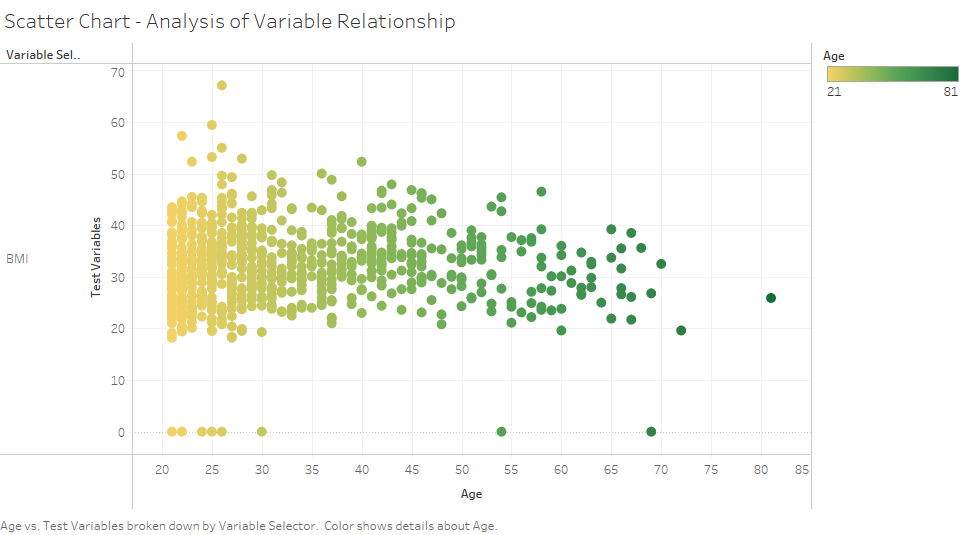 Scatter Chart - Analysis of Variable Relationship
Variable Sel..
Age
21 81
70
60
50
40
30
20
10
0
Test Variables
BMI
20 25 30 35 40 45 50 55 60 65 70 75 80 85
Age
Age vs. Test Variables broken down by Variable Selector. Color shows details about Age.